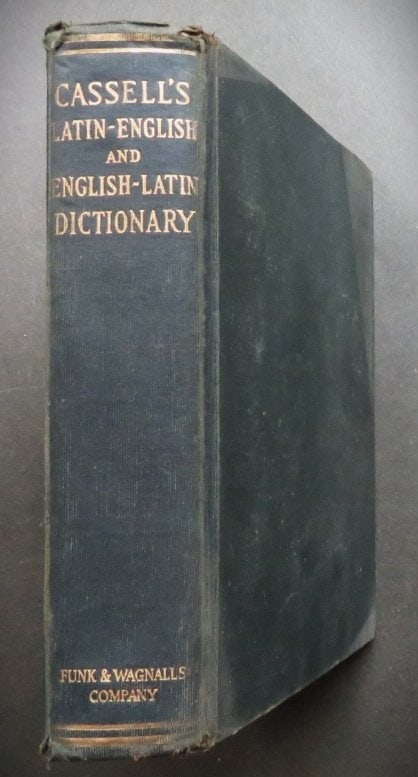 CASSELL'S
LATIN-ENGLISH
AND
ENGLISH-LATIN
DICTIONARY
FUNK & WAGNALLS
COMPANY